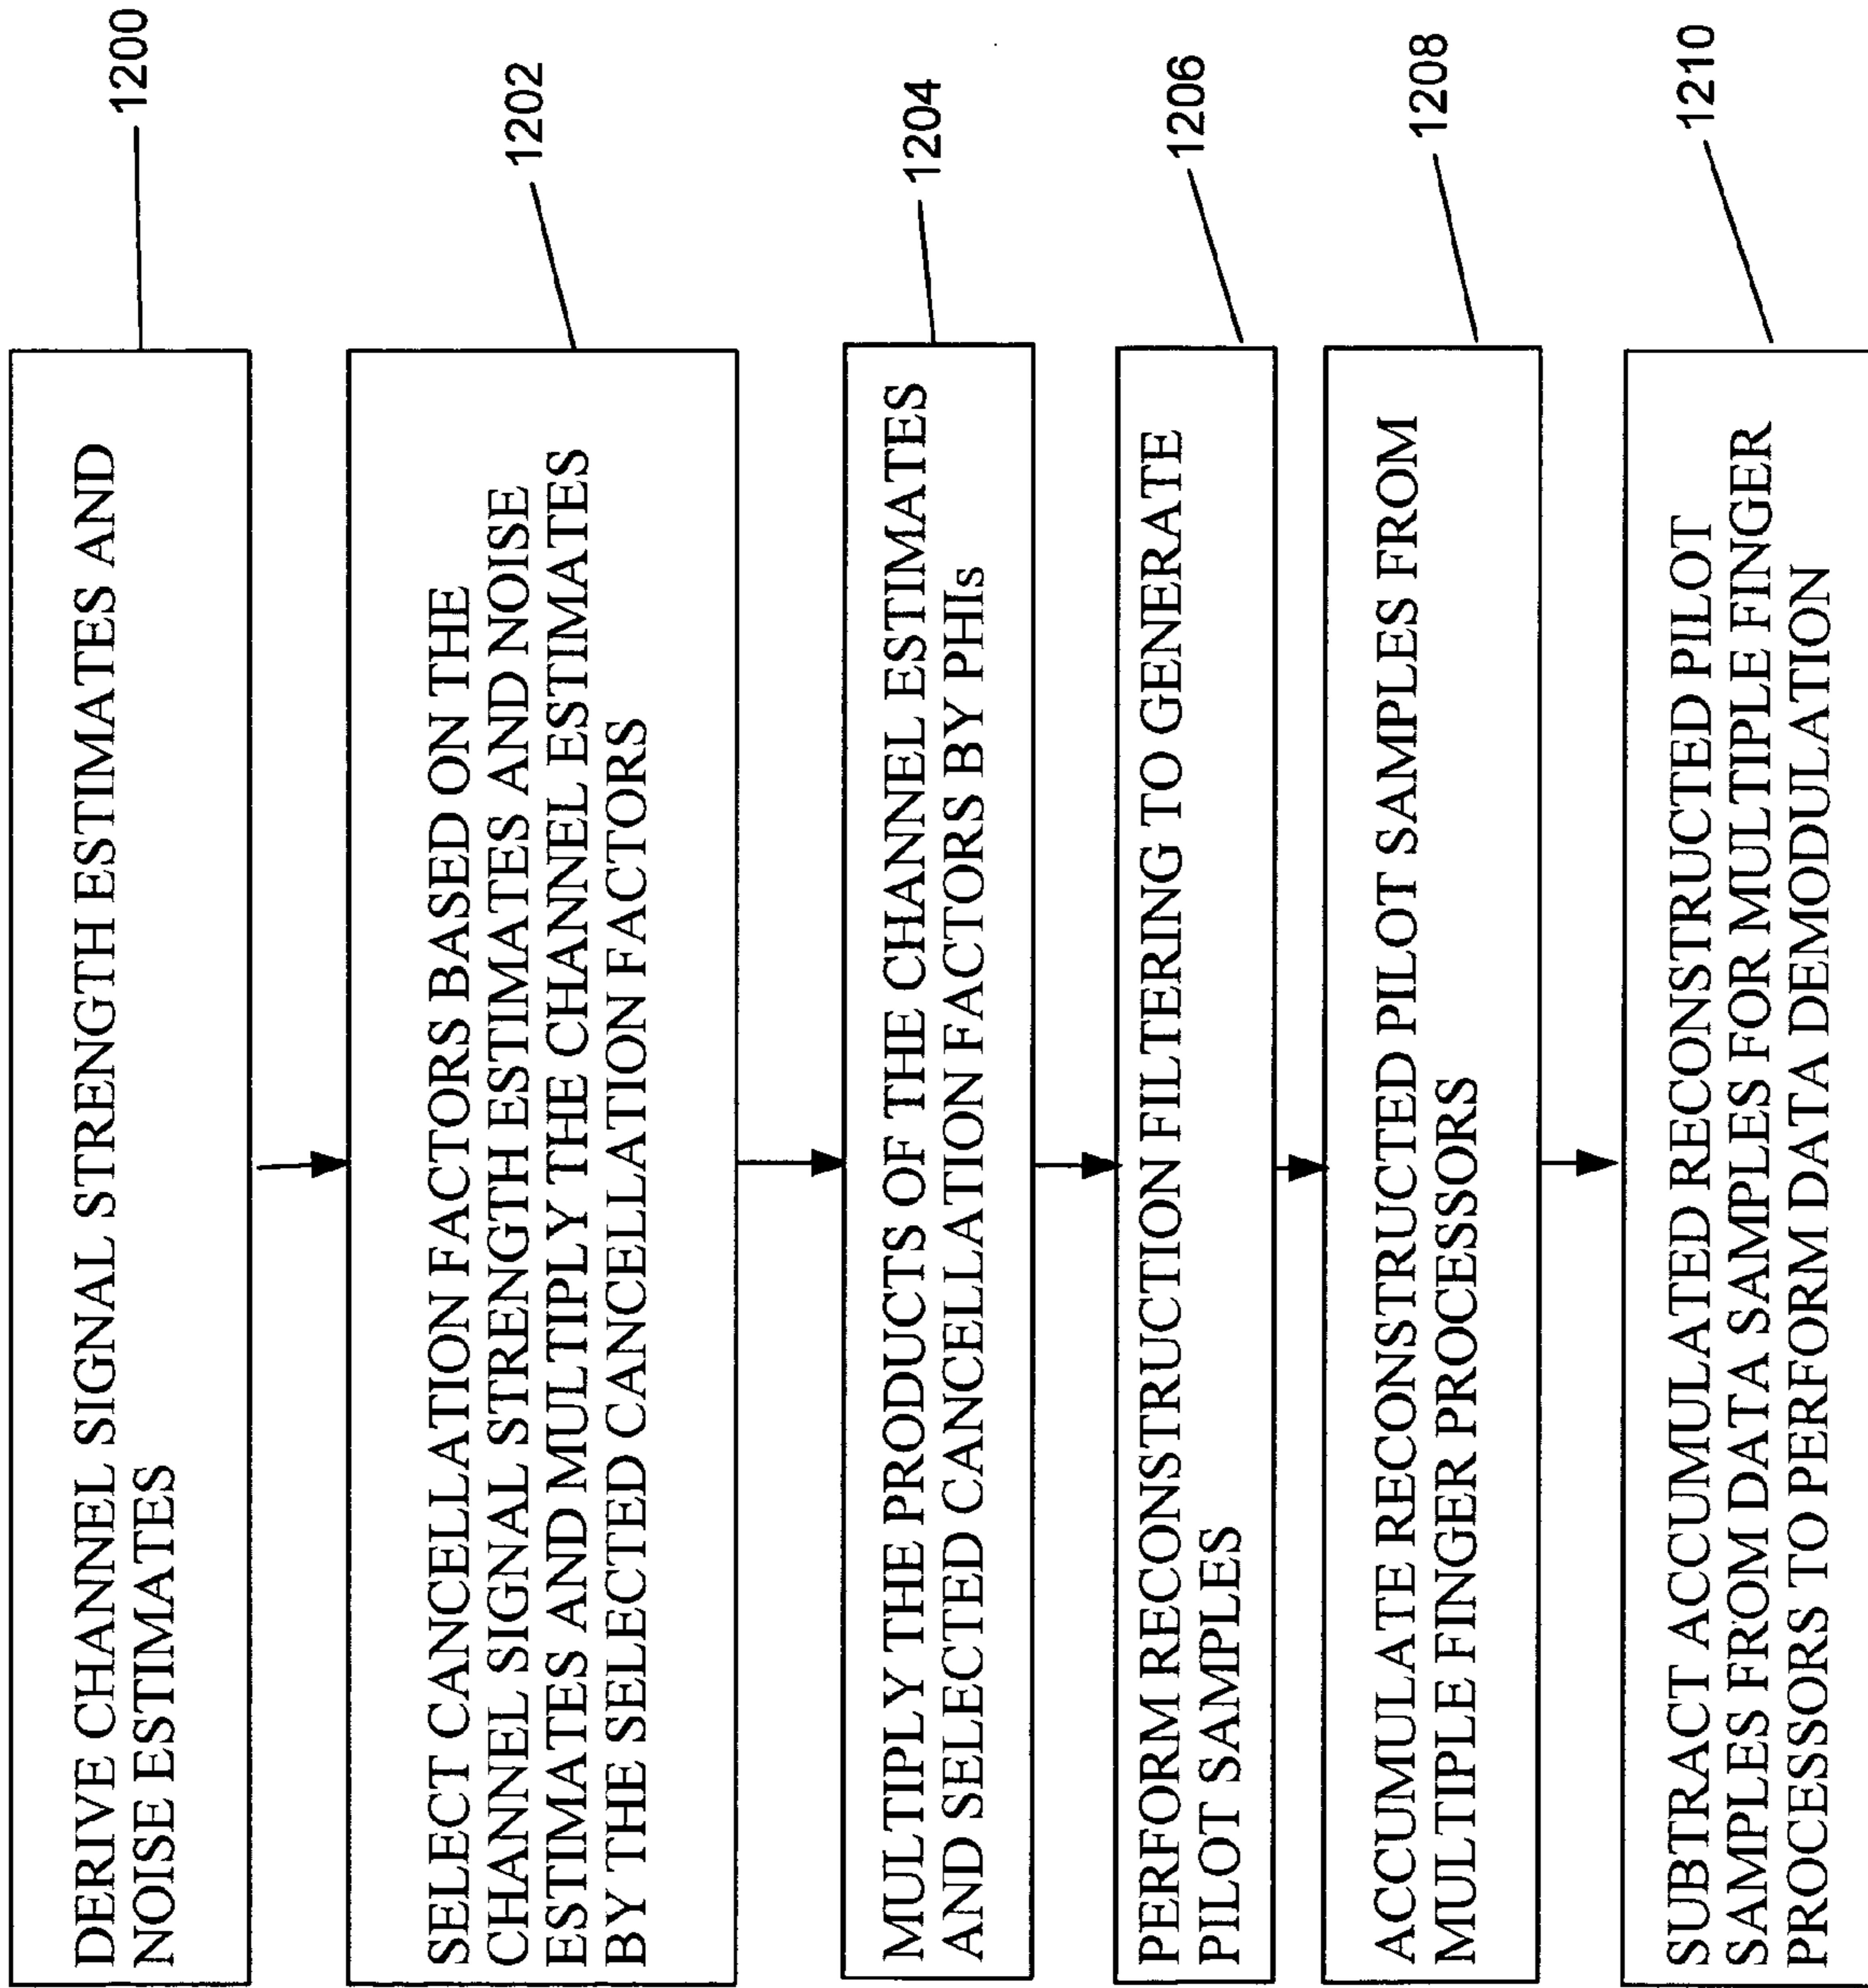 DERIVE CHANNEL SIGNAL STRENGTH ESTIMATES AND
NOISE ESTIMATES
1200
SELECT CANCELLATION FACTORS BASED ON THE
CHANNEL SIGNAL STRENGTH ESTIMATES AND NOISE
ESTIMATES AND MULTIPLY THE CHANNEL ESTIMATES
BY THE SELECTED CANCELLATION FACTORS
1202
MULTIPLY THE PRODUCTS OF THE CHANNEL ESTIMATES
AND SELECTED CANCELLATION FACTORS BY PHIs
1204
PERFORM RECONSTRUCTION FILTERING TO GENERATE
PILOT SAMPLES
1206
ACCUMULATE RECONSTRUCTED PILOT SAMPLES FROM
MULTIPLE FINGER PROCESSORS
1208
SUBTRACT ACCUMULATED RECONSTRUCTED PILOT
SAMPLES FROM DATA SAMPLES FOR MULTIPLE FINGER
PROCESSORS TO PERFORM DATA DEMODULATION
1210